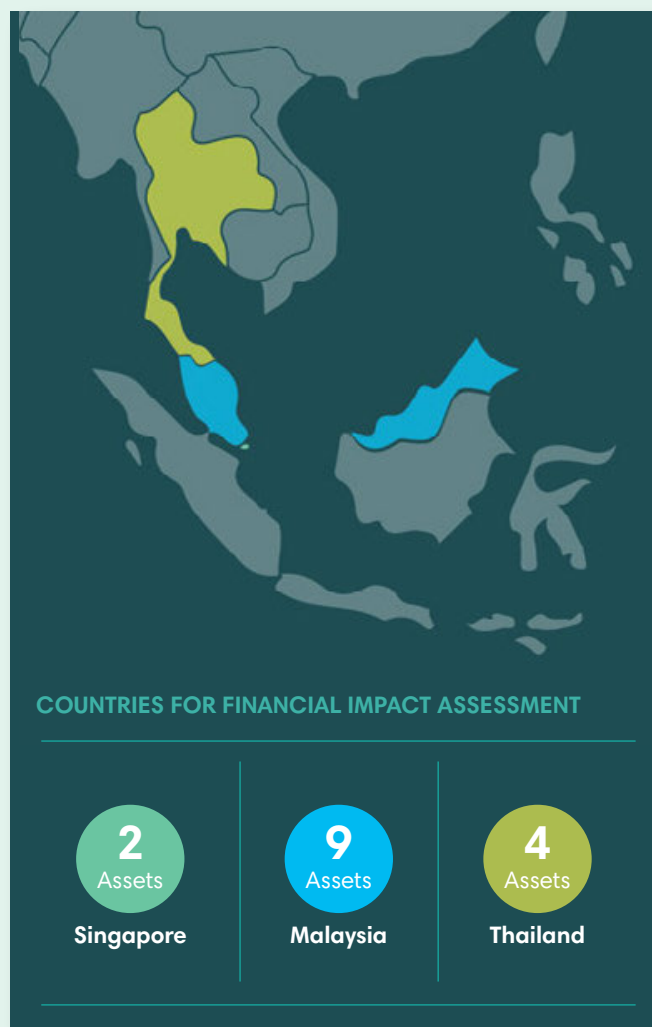 COUNTRIES FOR FINANCIAL IMPACT ASSESSMENT
2
Assets
Singapore
9
Assets
Malaysia
4
Assets
Thailand